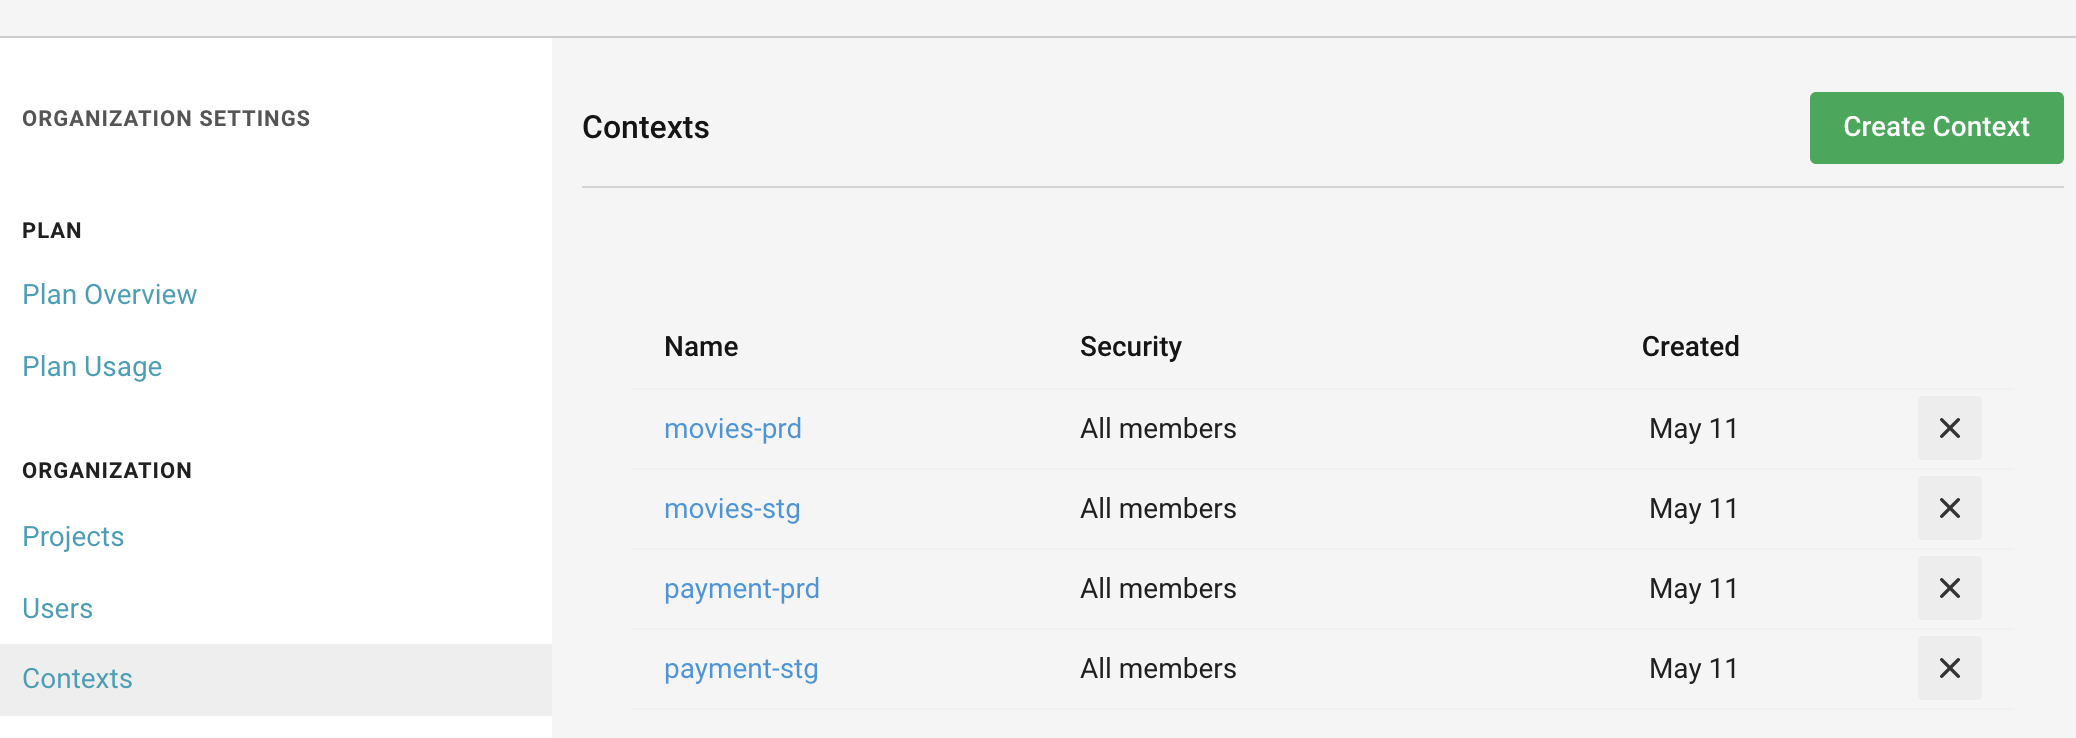 ORGANIZATION SETTINGS
PLAN
Plan Overview
Plan Usage
ORGANIZATION
Projects
Users
Contexts
Contexts
Create Context
Name Security Created
movies-prd All members May 11
movies-stg All members May 11
payment-prd All members May 11
payment-stg All members May 11